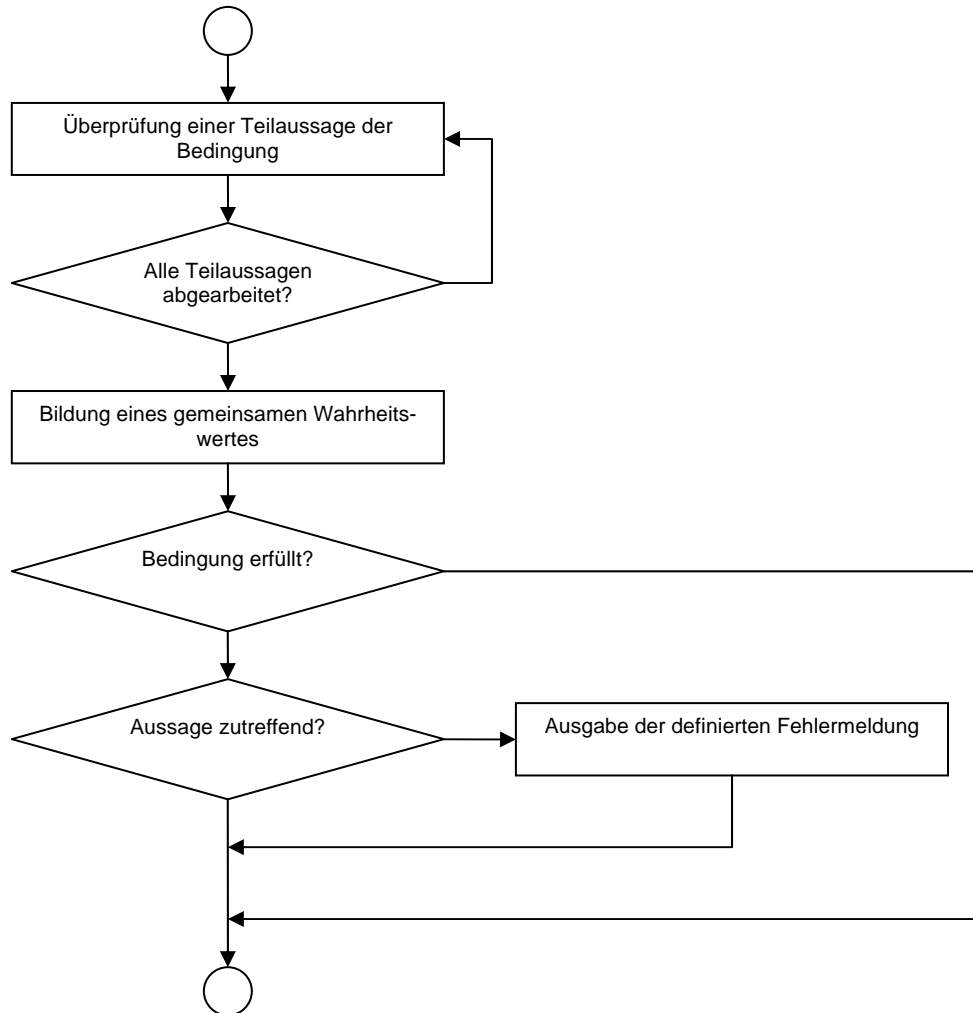 Überprüfung einer Teilaussage der
Bedingung
Alle Teilaussagen
abgearbeitet?
Bildung eines gemeinsamen Wahrheits-
wertes
Bedingung erfüllt?
Aussage zutreffend?
Ausgabe der definierten Fehlermeldung